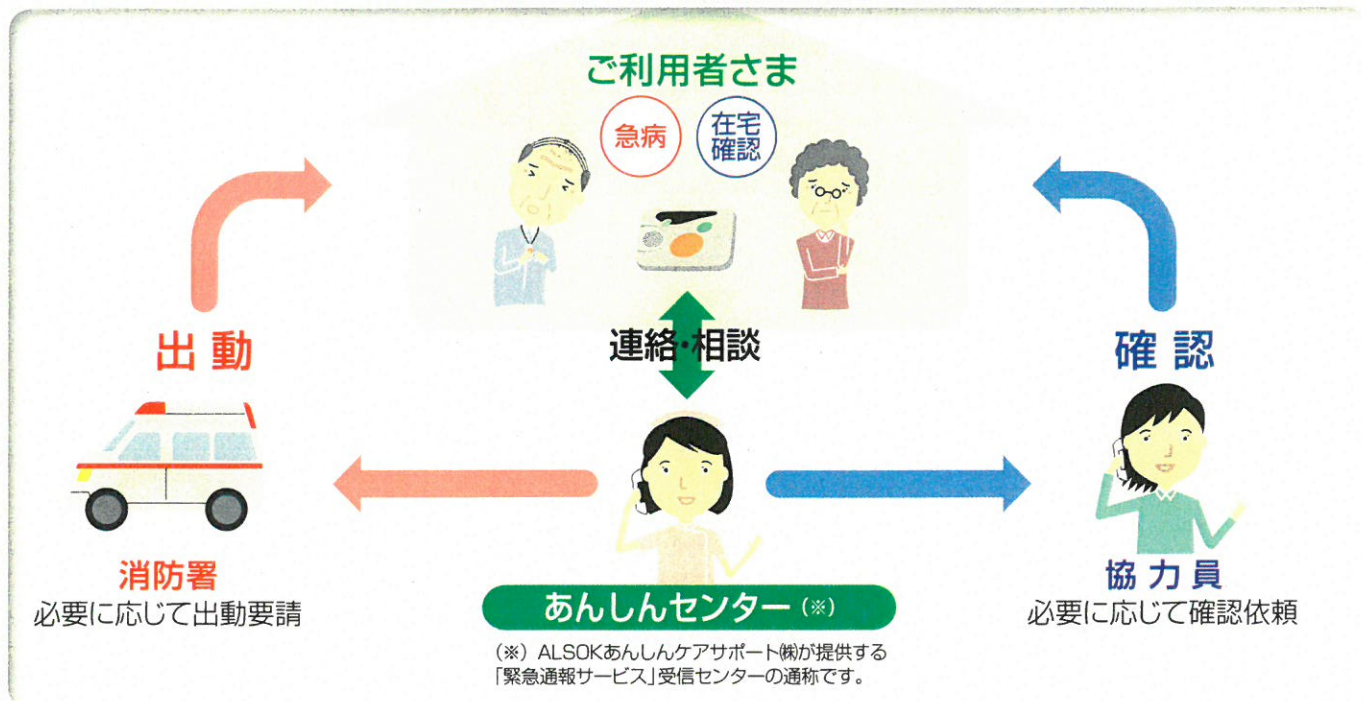 ご利用者さま
急病
在宅
確認
連絡・相談
出動
確認
消防署
必要に応じて出動要請
あんしんセンター（※）
協力員
必要に応じて確認依頼
（※）ALSOKあんしんケアサポート㈱が提供する
「緊急通報サービス」受信センターの通称です。